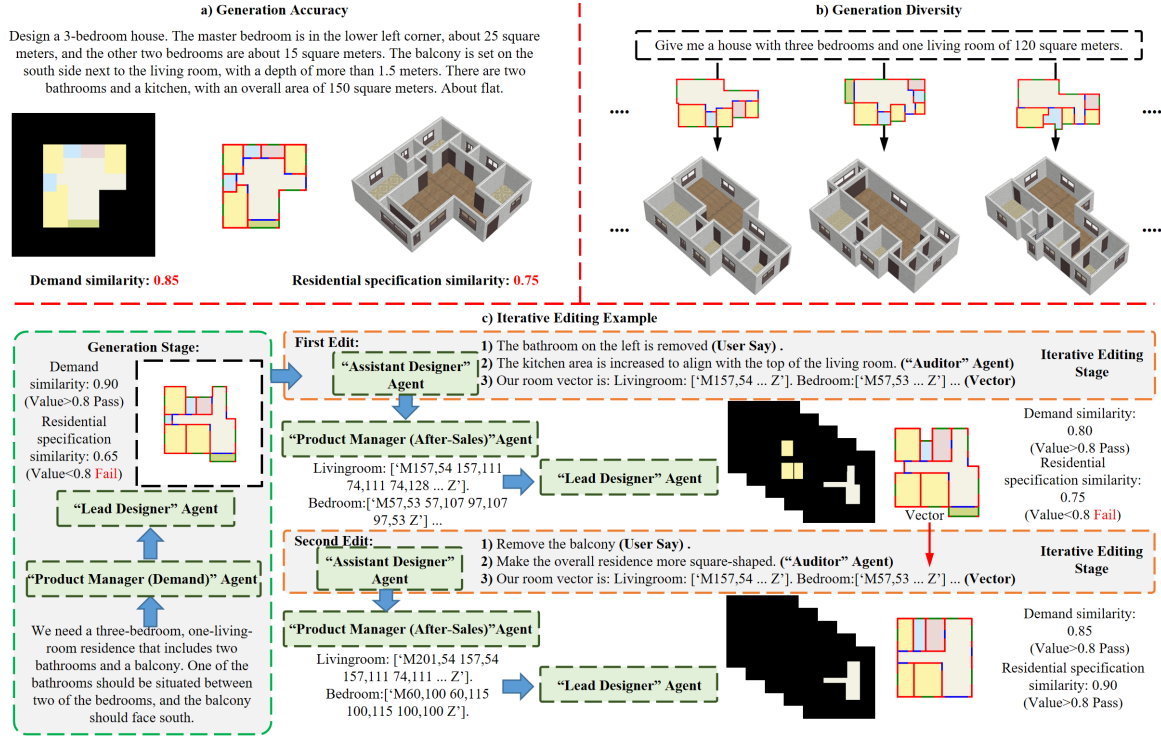 a) Generation Accuracy
Design a 3-bedroom house. The master bedroom is in the lower left corner, about 25 square
meters, and the other two bedrooms are about 15 square meters. The balcony is set on the
south side next to the living room, with a depth of more than 1.5 meters. There are two
bathrooms and a kitchen, with an overall area of 150 square meters. About flat.
Demand similarity: 0.85
Residential specification similarity: 0.75
b) Generation Diversity
Give me a house with three bedrooms and one living room of 120 square meters.
....
....
....
....
c) Iterative Editing Example
Generation Stage:
Demand
similarity: 0.90
(Value>0.8 Pass)
Residential
specification
similarity: 0.65
(Value<0.8 Fail)
“Lead Designer” Agent
“Product Manager (Demand)” Agent
We need a three-bedroom, one-living-
room residence that includes two
bathrooms and a balcony. One of the
bathrooms should be situated between
two of the bedrooms, and the balcony
should face south.
First Edit:
“Assistant Designer”
Agent
1) The bathroom on the left is removed (User Say) .
2) The kitchen area is increased to align with the top of the living room. (“Auditor” Agent)
3) Our room vector is: Livingroom: [‘M157,54 ... Z’]. Bedroom:[‘M57,53 ... Z’] ... (Vector)
Iterative Editing
Stage
“Product Manager (After-Sales)”Agent
Livingroom: [‘M157,54 157,111
74,111 74,128 ... Z’].
Bedroom:[‘M57,53 57,107 97,107
97,53 Z’] ...
“Lead Designer” Agent
Vector
Demand similarity:
0.80
(Value>0.8 Pass)
Residential
specification similarity:
0.75
(Value<0.8 Fail)
Second Edit:
“Assistant Designer”
Agent
1) Remove the balcony (User Say) .
2) Make the overall residence more square-shaped. (“Auditor” Agent)
3) Our room vector is: Livingroom: [‘M157,54 ... Z’]. Bedroom:[‘M57,53 ... Z’] ... (Vector)
Iterative Editing
Stage
“Product Manager (After-Sales)”Agent
Livingroom: [‘M201,54 157,54
157,111 74,111 ... Z’].
Bedroom:[‘M60,100 60,115
100,115 100,100 Z’].
“Lead Designer” Agent
Demand similarity:
0.85
(Value>0.8 Pass)
Residential specification
similarity: 0.90
(Value>0.8 Pass)